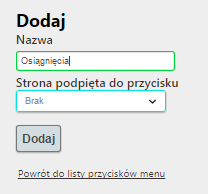 Dodaj
Nazwa
Osiągnięcia
Strona podpięta do przycisku
Brak
Dodaj
Powrót do listy przycisków menu